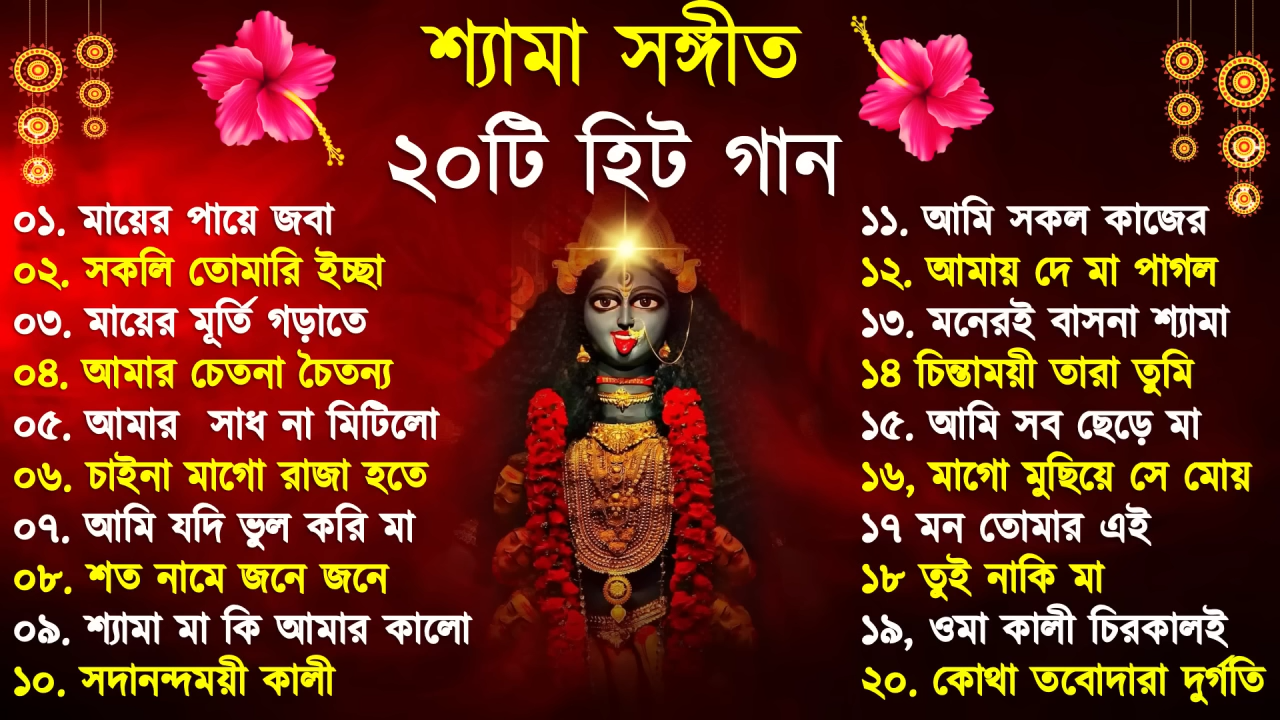 শ্যামা সঙ্গীত
২০টি হিট গান
০১. মায়ের পায়ে জবা
০২. সকলি তোমারি ইচ্ছা
০৩. মায়ের মূর্তি গড়াতে
০৪. আমার চেতনা চৈতন্য
০৫. আমার সাধ না মিটিলো
০৬. চাইনা মাগো রাজা হতে
০৭. আমি যদি ভুল করি মা
০৮. শত নামে জনে জনে
০৯. শ্যামা মা কি আমার কালো
১০. সদানন্দময়ী কালী
১১. আমি সকল কাজের
১২. আমায় দে মা পাগল
১৩. মনেরই বাসনা শ্যামা
১৪ চিন্তাময়ী তারা তুমি
১৫. আমি সব ছেড়ে মা
১৬, মাগো মুছিয়ে সে মোয়
১৭ মন তোমার এই
১৮ তুই নাকি মা
১৯, ওমা কালী চিরকালই
২০. কোথা তবোদারা দুর্গতি